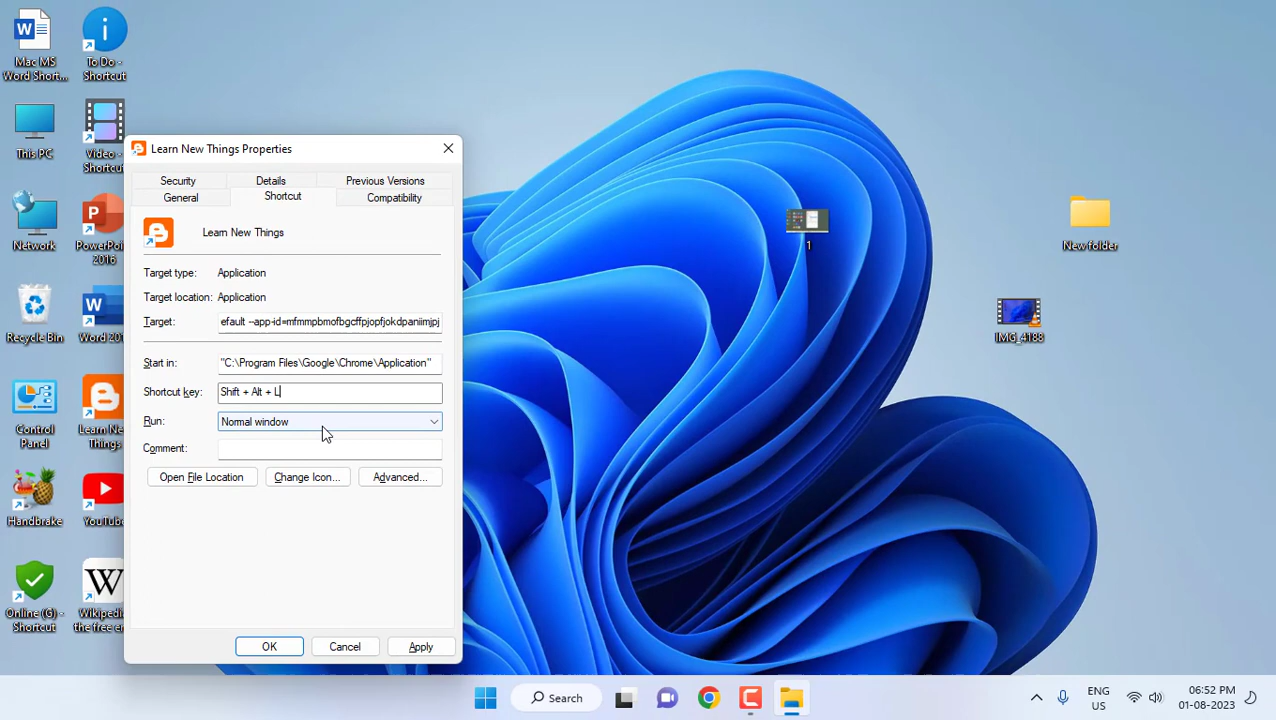 Mac MS
Word Short...
To Do -
Shortcut
This PC
Video -
Shortcut
Network
PowerPoint
2016
Recycle Bin
Word 201
Control
Panel
Learn New
Things
Handbrake
YouTube
Online (G) -
Shortcut
Wikipedia
the free en
Learn New Things Properties
Security
Details
Previous Versions
General
Shortcut
Compatibility
Learn New Things
Target type:
Application
Target location:
Application
Target:
efault --app-id=mfmmpbmofbgcffpjopfjokdpaniimjpj
Start in:
"C:\Program Files\Google\Chrome\Application"
Shortcut key:
Shift + Alt + L
Run:
Normal window
Comment:
Open File Location
Change Icon...
Advanced...
OK
Cancel
Apply
1
New folder
IMG_4188
Search
ENG
US
06:52 PM
01-08-2023